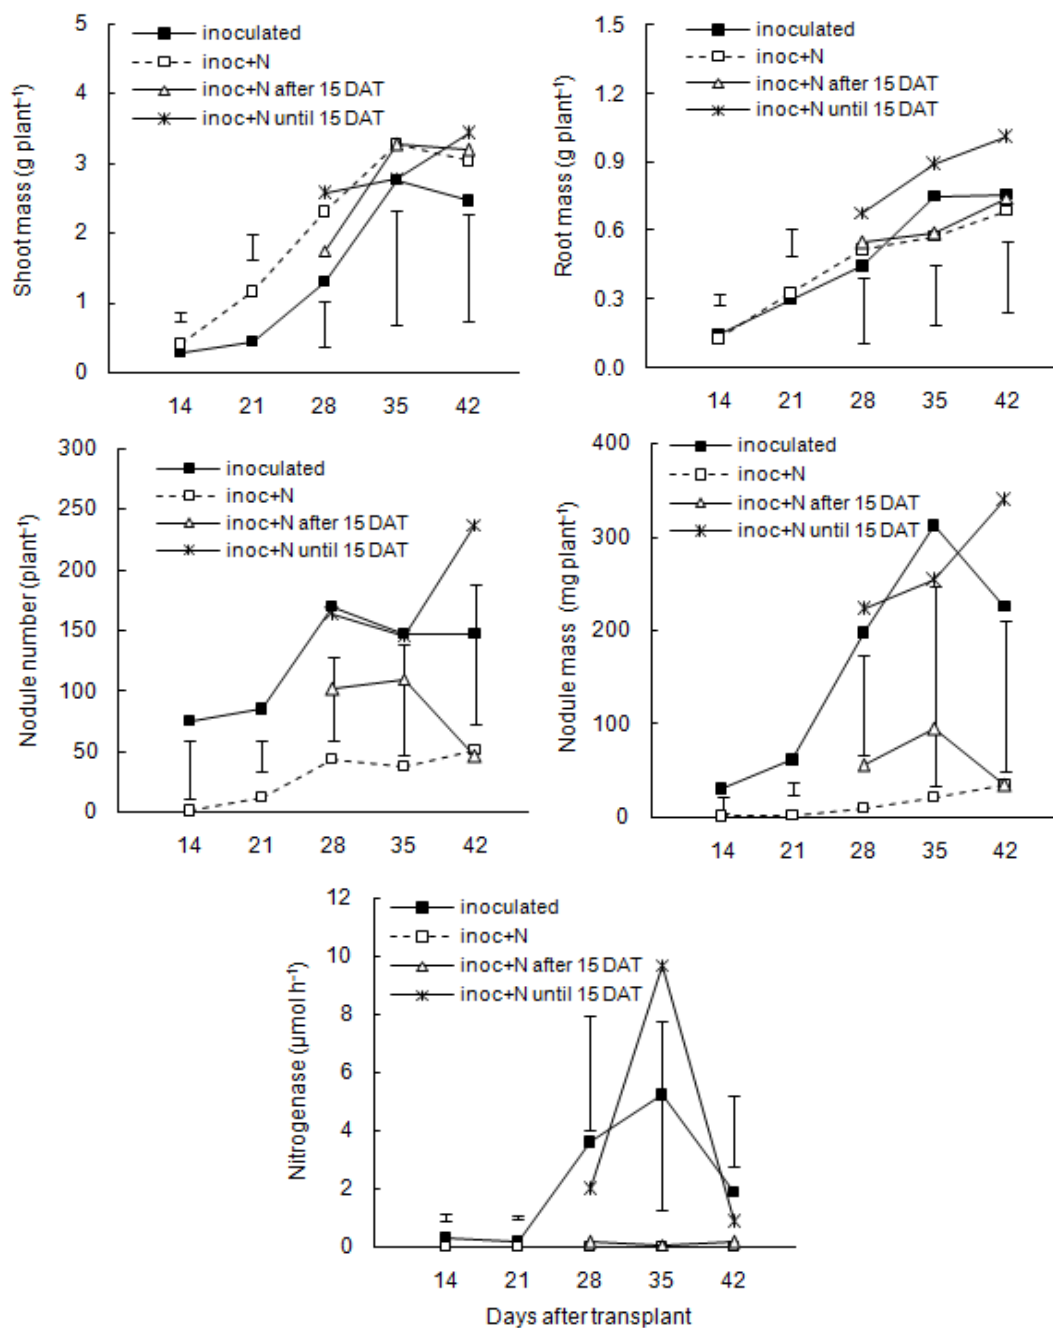 Shoot mass (g plant⁻¹)
5
4
3
2
1
0
inoculated
inoc+N
inoc+N after 15 DAT
inoc+N until 15 DAT
14 21 28 35 42
Root mass (g plant⁻¹)
1.5
1.2
0.9
0.6
0.3
0.0
inoculated
inoc+N
inoc+N after 15 DAT
inoc+N until 15 DAT
14 21 28 35 42
Nodule number (plant⁻¹)
300
250
200
150
100
50
0
inoculated
inoc+N
inoc+N after 15 DAT
inoc+N until 15 DAT
14 21 28 35 42
Nodule mass (mg plant⁻¹)
400
300
200
100
0
inoculated
inoc+N
inoc+N after 15 DAT
inoc+N until 15 DAT
14 21 28 35 42
Nitrogenase (µmol h⁻¹)
12
10
8
6
4
2
0
inoculated
inoc+N
inoc+N after 15 DAT
inoc+N until 15 DAT
14 21 28 35 42
Days after transplant